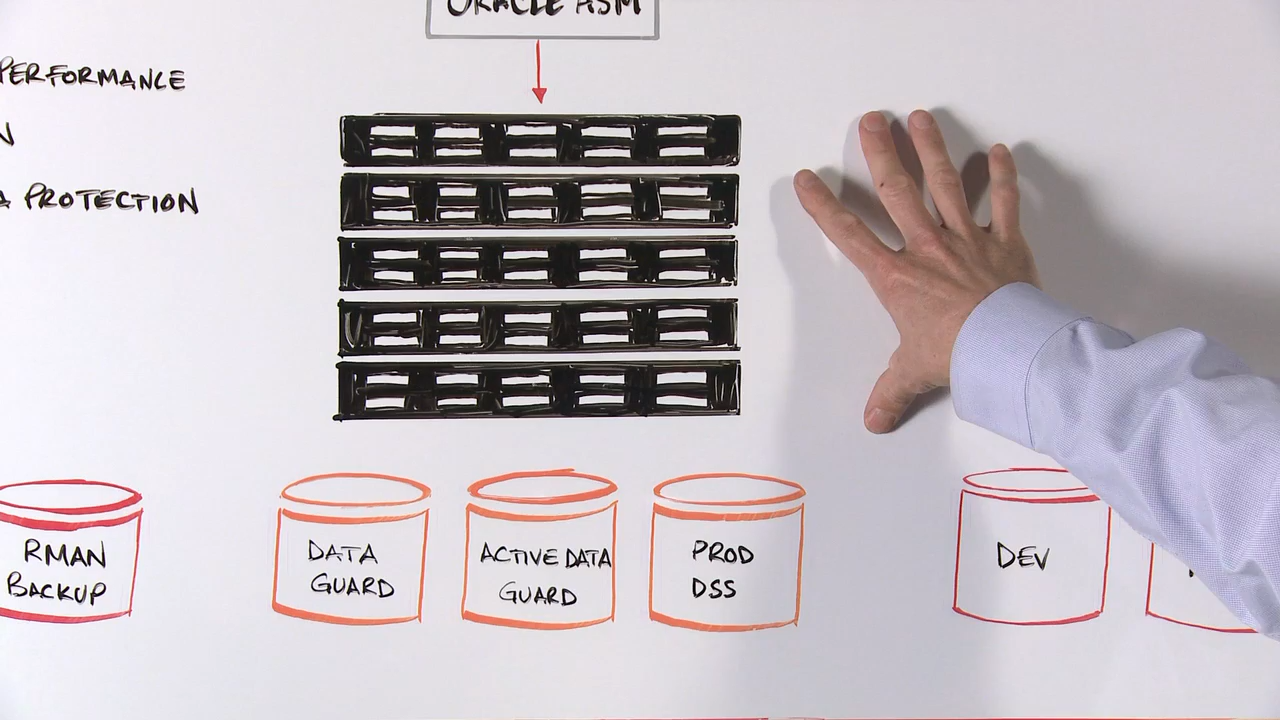 ORACLE ASM
PERFORMANCE
N
A PROTECTION
RMAN
BACKUP
DATA
GUARD
ACTIVE DATA
GUARD
PROD
DSS
DEV